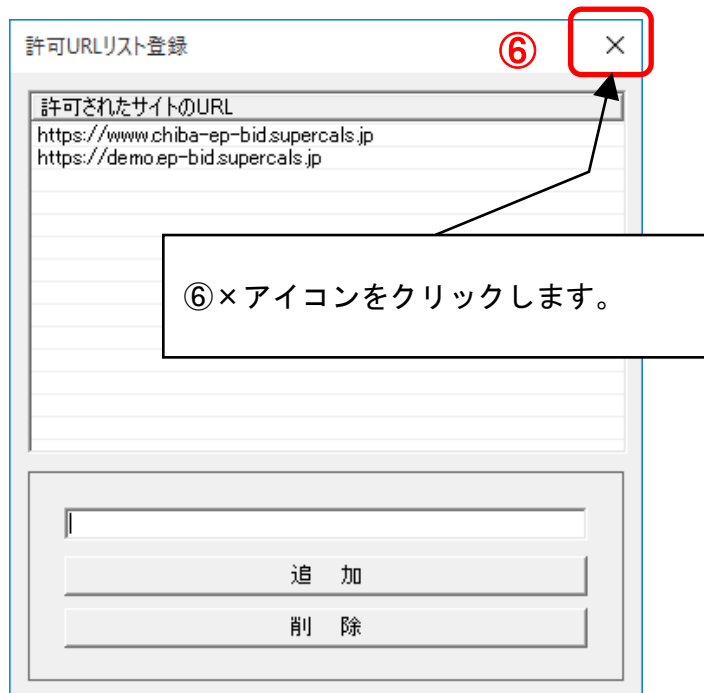 許可URLリスト登録
⑥
×
許可されたサイトのURL
https://www.chiba-ep-bid.supercals.jp
https://demo.ep-bid.supercals.jp
⑥×アイコンをクリックします。
追 加
削 除